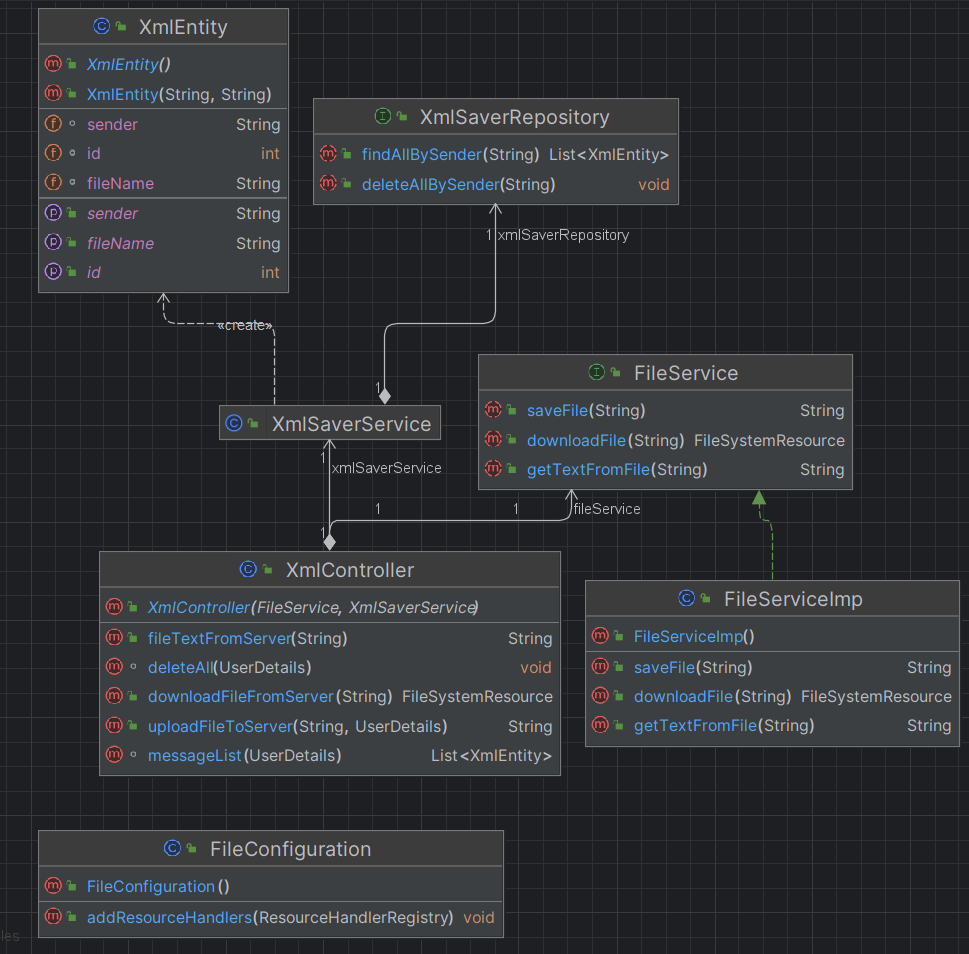 XmlEntity
XmlEntity()
XmlEntity(String, String)
sender String
id int
fileName String
sender String
fileName String
id int
XmlSaverRepository
findAllBySender(String) List<XmlEntity>
deleteAllBySender(String) void
1 xmlSaverRepository
«create»
1
XmlSaverService
1 xmlSaverService
FileService
saveFile(String) String
downloadFile(String) FileSystemResource
getTextFromFile(String) String
1 1 fileService
1
XmlController
XmlController(FileService, XmlSaverService)
fileTextFromServer(String) String
deleteAll(UserDetails) void
downloadFileFromServer(String) FileSystemResource
uploadFileToServer(String, UserDetails) String
messageList(UserDetails) List<XmlEntity>
FileServiceImp
FileServiceImp()
saveFile(String) String
downloadFile(String) FileSystemResource
getTextFromFile(String) String
FileConfiguration
FileConfiguration()
addResourceHandlers(ResourceHandlerRegistry) void